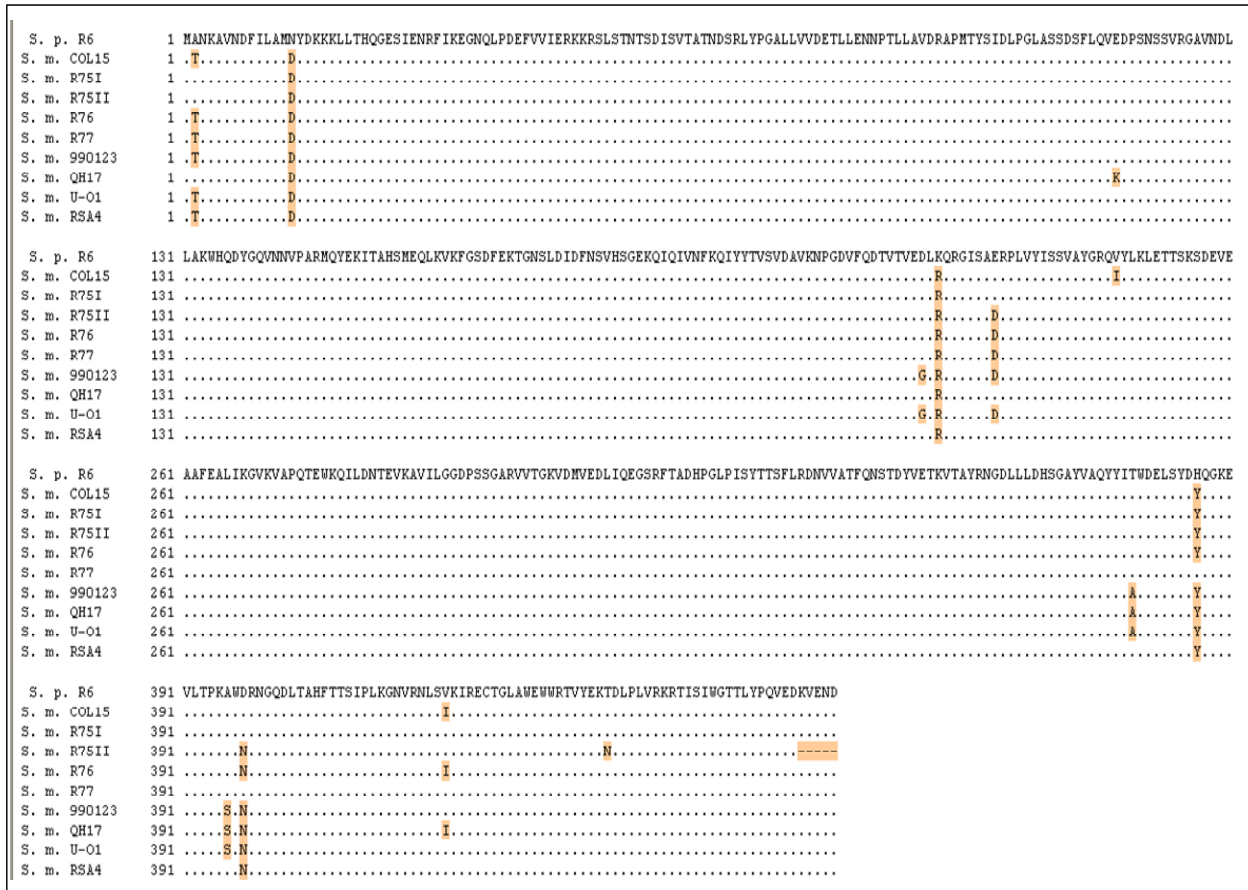 S. p. R6 1 MANKAVNDFILAMNYDKKKLLTHQGESIENRFIKEGNQLPDEFVVIERKKRSLSTNTSDISVTATNDSRLYPGALLVVDETLLENNPTLLAVDRAPMTYSIDLPGLASSDSFLQVEDPSNSSVRGAVNDL
S. m. COL15 1 .T...........D....................................................................................................................
S. m. R75I 1 .............D....................................................................................................................
S. m. R75II 1 .............D....................................................................................................................
S. m. R76 1 .T...........D....................................................................................................................
S. m. R77 1 .T...........D....................................................................................................................
S. m. 990123 1 .T...........D....................................................................................................................
S. m. QH17 1 .............D.....................................................................................................K..............
S. m. U-O1 1 .T...........D....................................................................................................................
S. m. RSA4 1 .T...........D....................................................................................................................
S. p. R6 131 LAKWHQDYGQVNNVPARMQYEKITAHSMEQLKVKFGSDFEKTGNSLDIDFNSVHSGEKQIQIVNFKQIYYTVSVDAVKNPGDVFQDTVTVEDLKQRGISAERPLVYISSVAYGRQVYLKLETTSKSDEVE
S. m. COL15 131 .............................................................................................R.....................I..............
S. m. R75I 131 .............................................................................................R....................................
S. m. R75II 131 .............................................................................................R......D.............................
S. m. R76 131 .............................................................................................R......D.............................
S. m. R77 131 .............................................................................................R......D.............................
S. m. 990123 131 ...........................................................................................G.R......D.............................
S. m. QH17 131 .............................................................................................R....................................
S. m. U-O1 131 ...........................................................................................G.R......D.............................
S. m. RSA4 131 .............................................................................................R....................................
S. p. R6 261 AAFEALIKGVKVAPQTEWKQILDNTEVKAVILGGDPSSGARVVTGKVDMVEDLIQEGSRFTADHPGLPISYTTSFLRDNVVATFQNSTDYVETKVTAYRNGDLLLDHSGAYVAQYYITWDELSYDHQGKE
S. m. COL15 261 .............................................................................................................................Y....
S. m. R75I 261 .............................................................................................................................Y....
S. m. R75II 261 .............................................................................................................................Y....
S. m. R76 261 .............................................................................................................................Y....
S. m. R77 261 ..................................................................................................................................
S. m. 990123 261 .....................................................................................................................A.......Y....
S. m. QH17 261 .....................................................................................................................A.......Y....
S. m. U-O1 261 .....................................................................................................................A.......Y....
S. m. RSA4 261 .............................................................................................................................Y....
S. p. R6 391 VLTPKAWDRNGQDLTAHFTTSIPLKGNVRNLSVKIRECTGLAWEWWRTVYEKTDLPLVRKRTISIWGTTLYPQVEDKVEND
S. m. COL15 391 ................................I................................................
S. m. R75I 391 .................................................................................
S. m. R75II 391 .......N............................................N.......................-----
S. m. R76 391 .......N........................I................................................
S. m. R77 391 .................................................................................
S. m. 990123 391 .....S.N.........................................................................
S. m. QH17 391 .....S.N........................I................................................
S. m. U-O1 391 .....S.N.........................................................................
S. m. RSA4 391 .......N.........................................................................